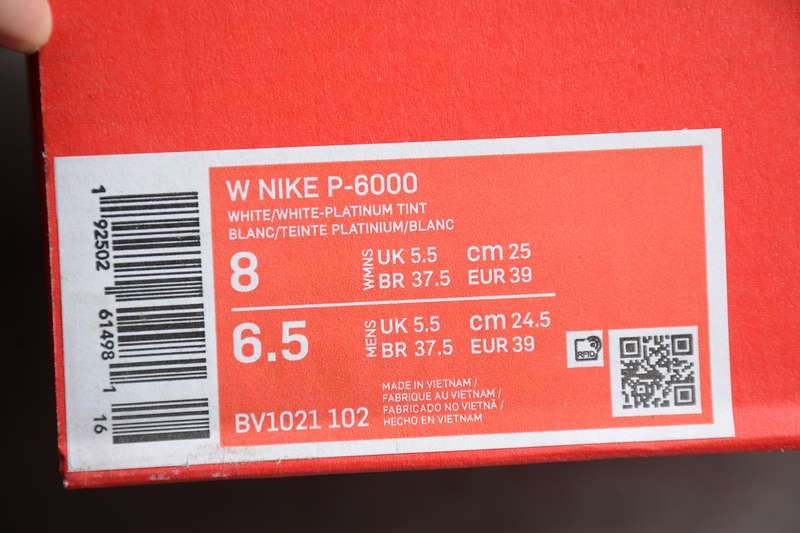 W NIKE P-6000
WHITE/WHITE-PLATINUM TINT
BLANC/TEINTE PLATINIUM/BLANC
8
WMNS
UK 5.5 cm 25
BR 37.5 EUR 39
6.5
MENS
UK 5.5 cm 24.5
BR 37.5 EUR 39
BV1021 102
MADE IN VIETNAM /
FABRIQUE AU VIETNAM /
FABRICADO NO VIETNÃ /
HECHO EN VIETNAM
RFID
1 92502 61498 1 16